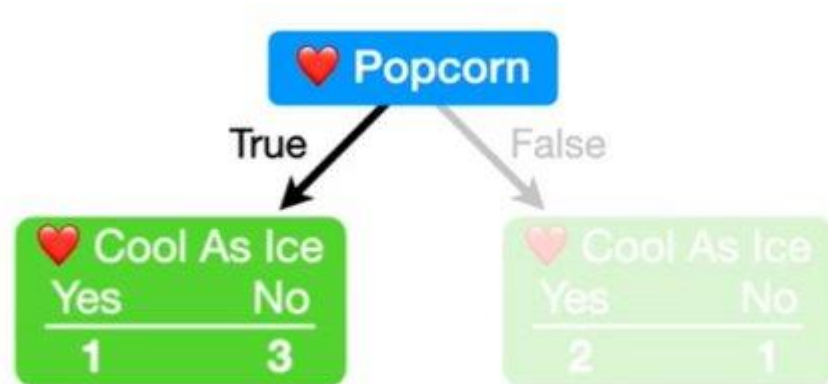 ❤️ Popcorn
True False
❤️ Cool As Ice
Yes No
1 3
❤️ Cool As Ice
Yes No
2 1